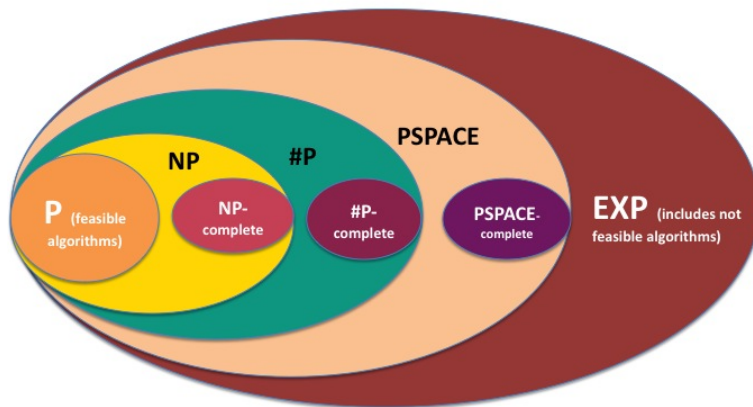 PSPACE
#P
NP
P (feasible
algorithms)
NP-
complete
#P-
complete
PSPACE-
complete
EXP (includes not
feasible algorithms)